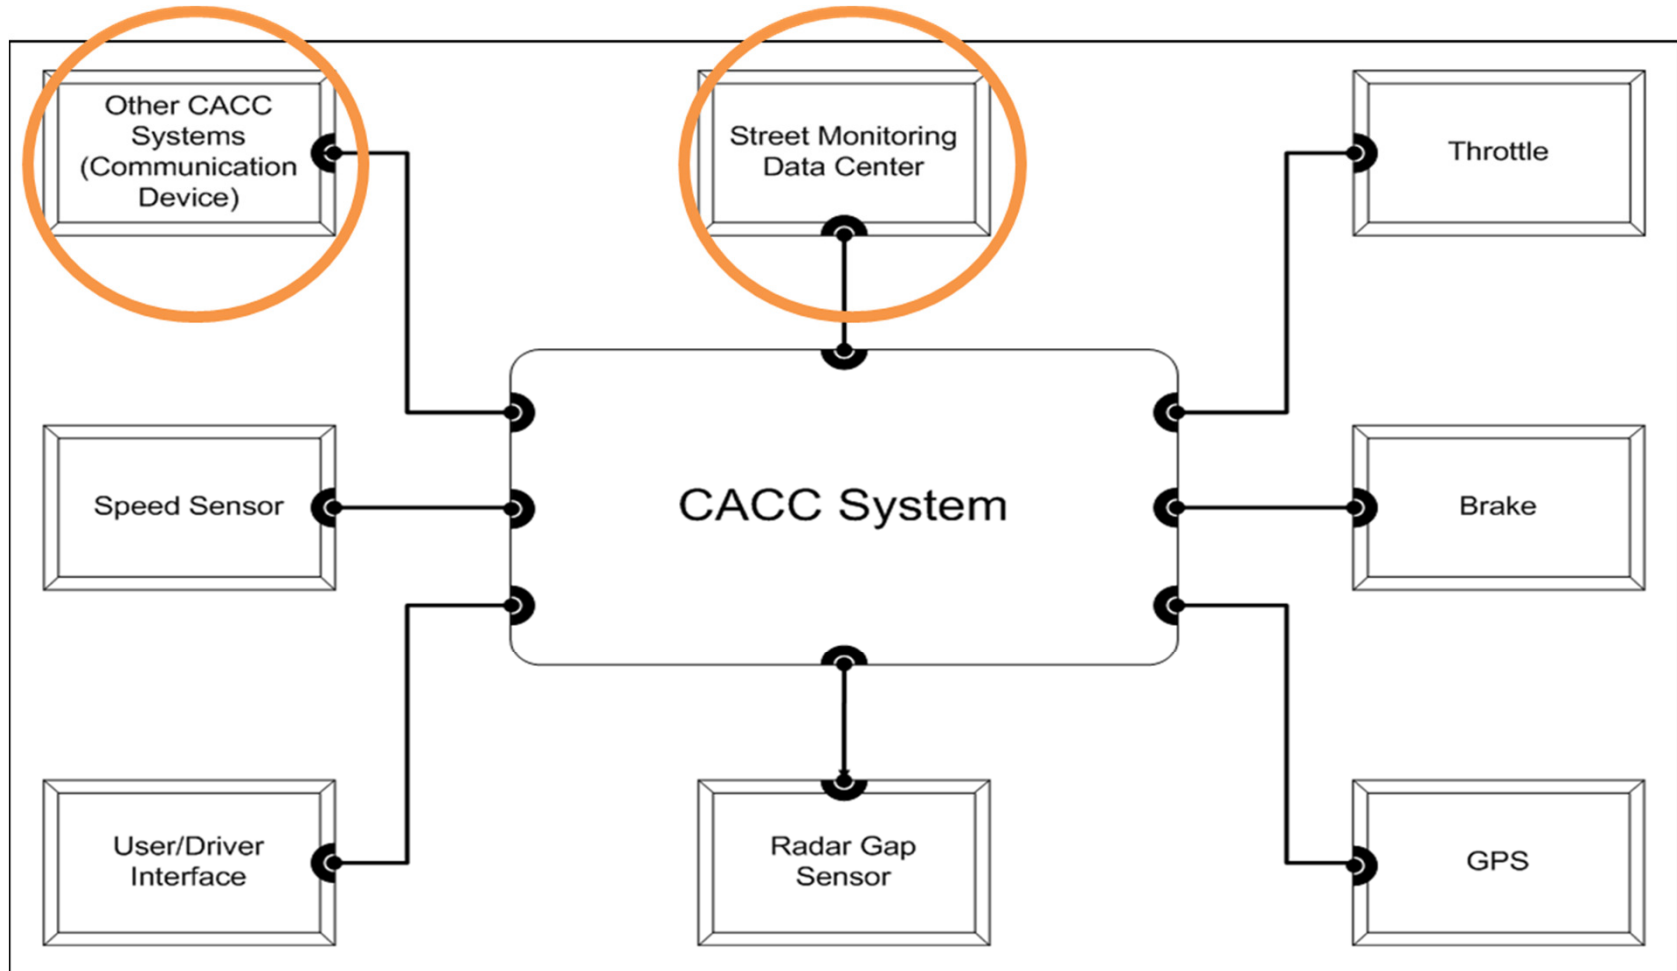 Other CACC
Systems
(Communication
Device)
Street Monitoring
Data Center
Throttle
Speed Sensor
CACC System
Brake
User/Driver
Interface
Radar Gap
Sensor
GPS